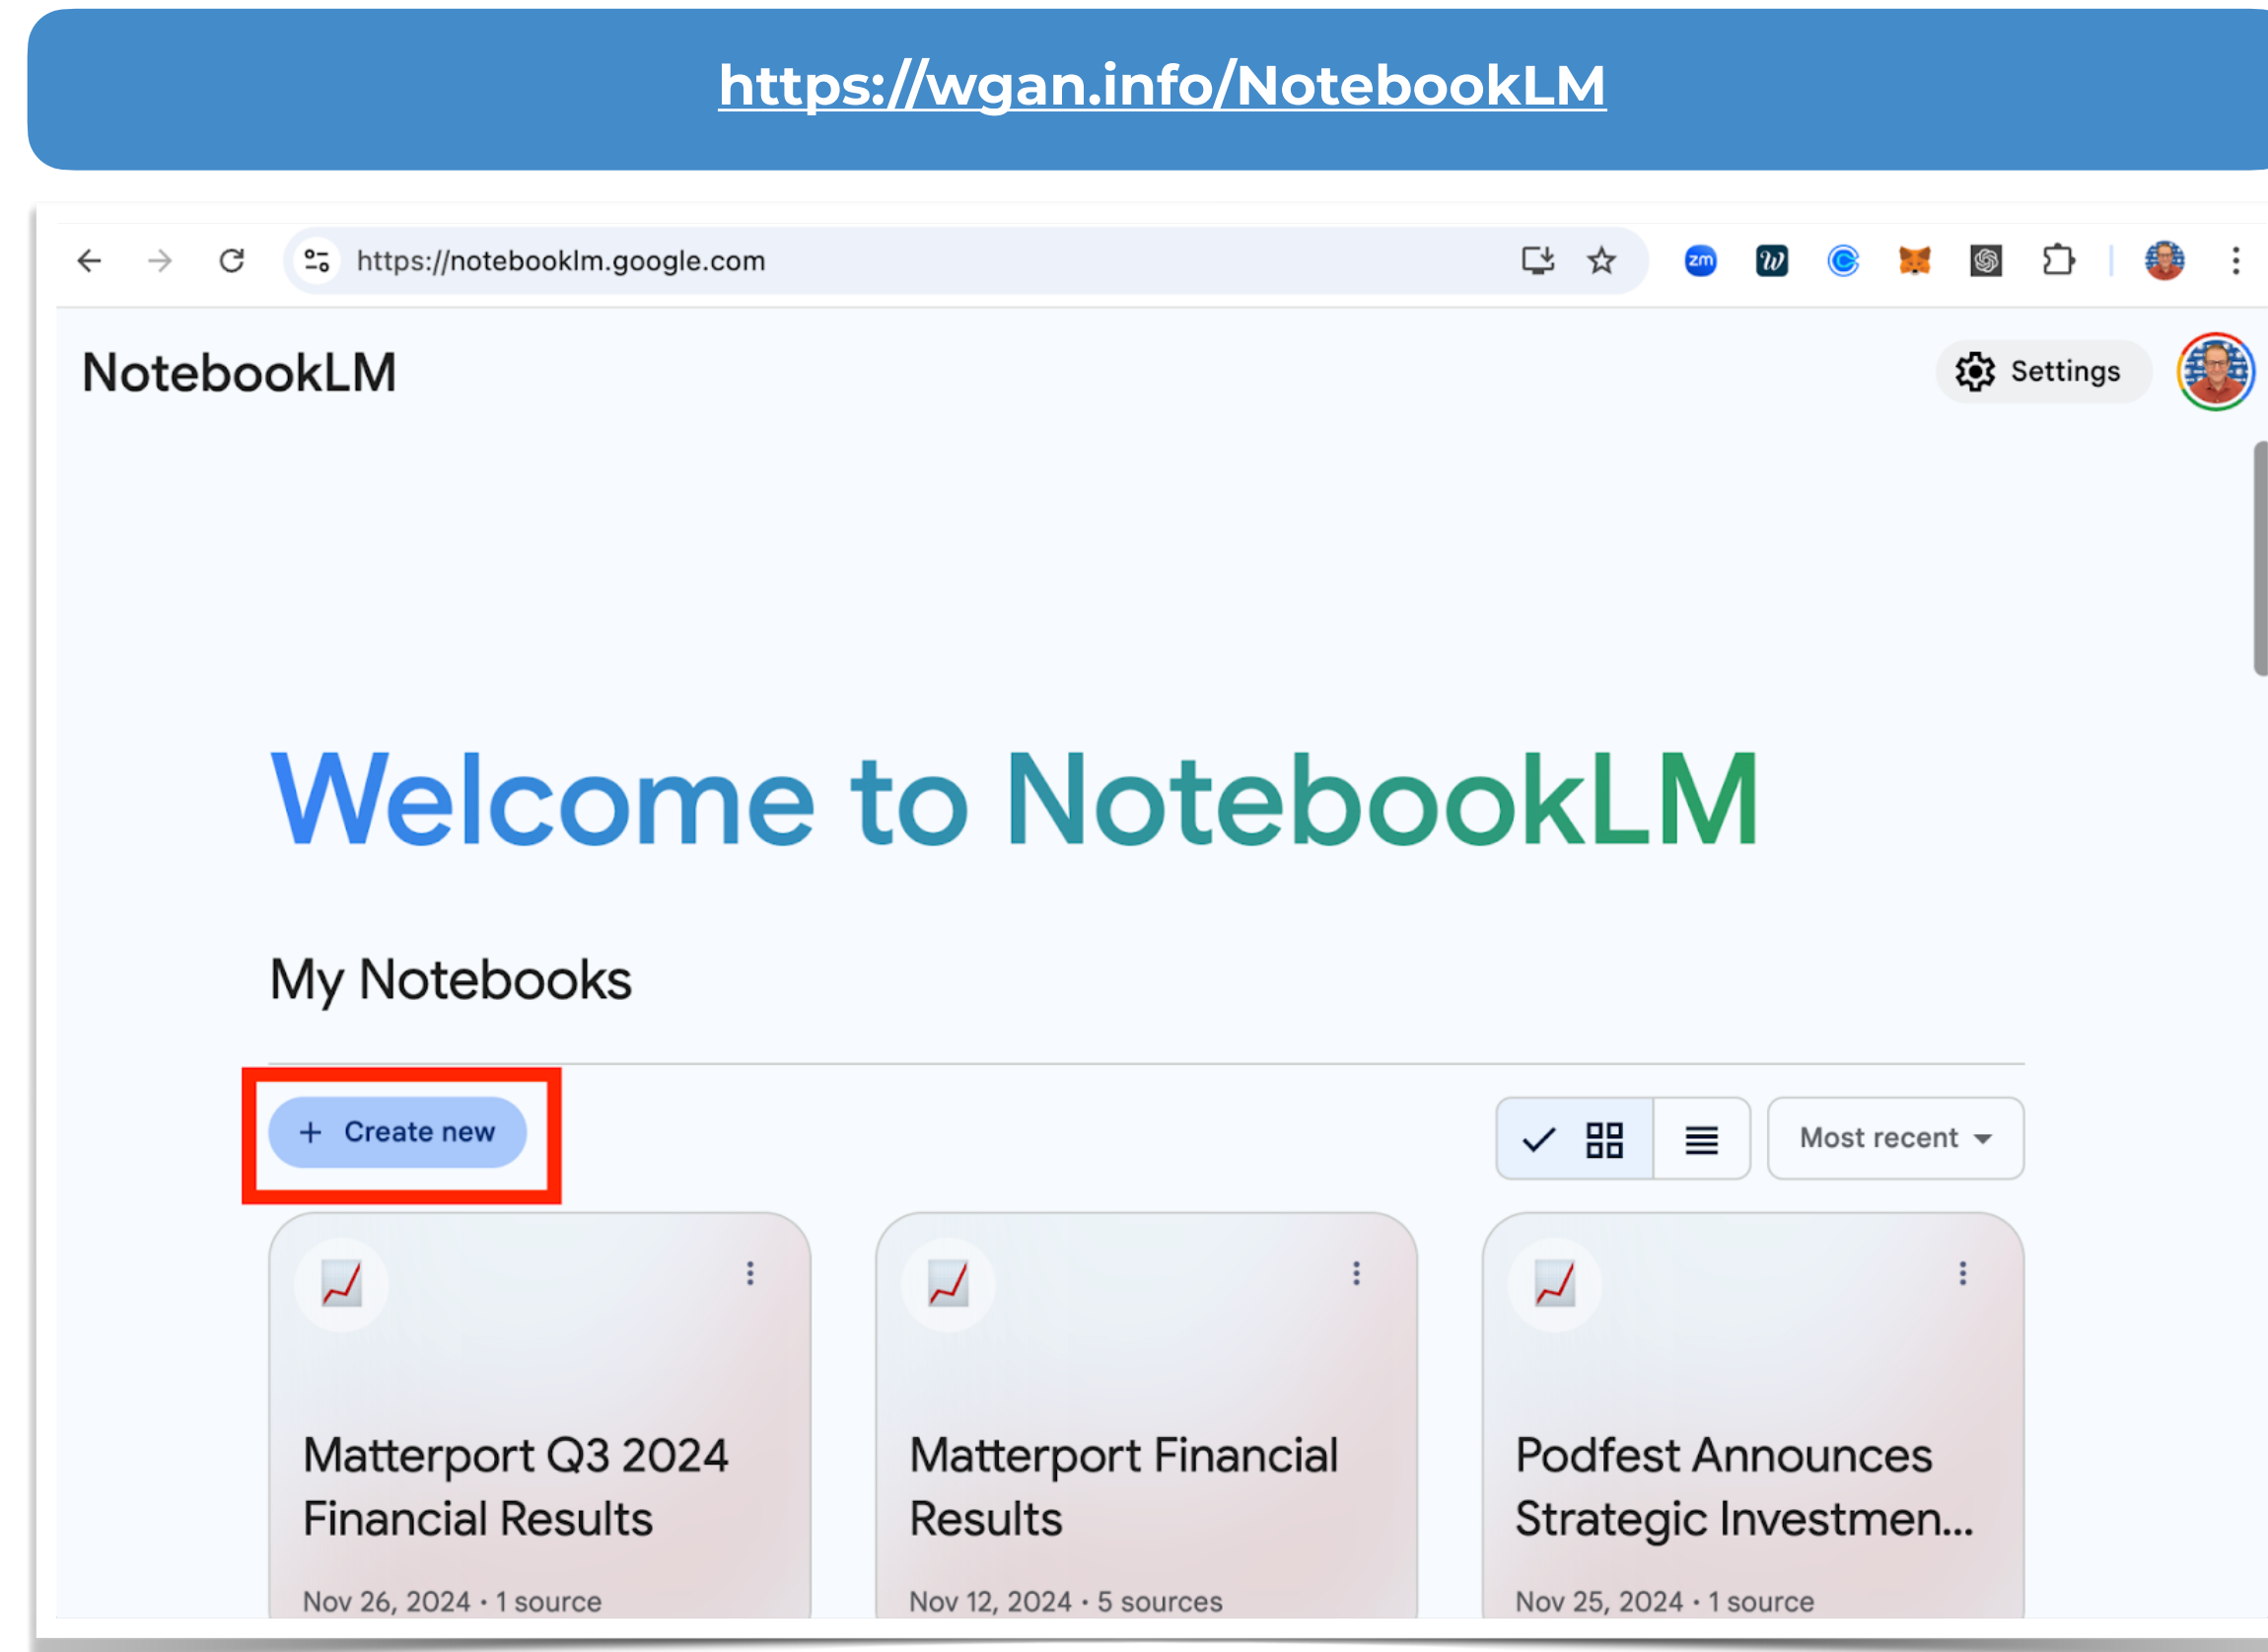 https://wgan.info/NotebookLM
https://notebooklm.google.com
zm
NotebookLM
Settings
Welcome to NotebookLM
My Notebooks
+ Create new
Most recent
Matterport Q3 2024
Financial Results
Nov 26, 2024 • 1 source
Matterport Financial
Results
Nov 12, 2024 • 5 sources
Podfest Announces
Strategic Investmen...
Nov 25, 2024 • 1 source